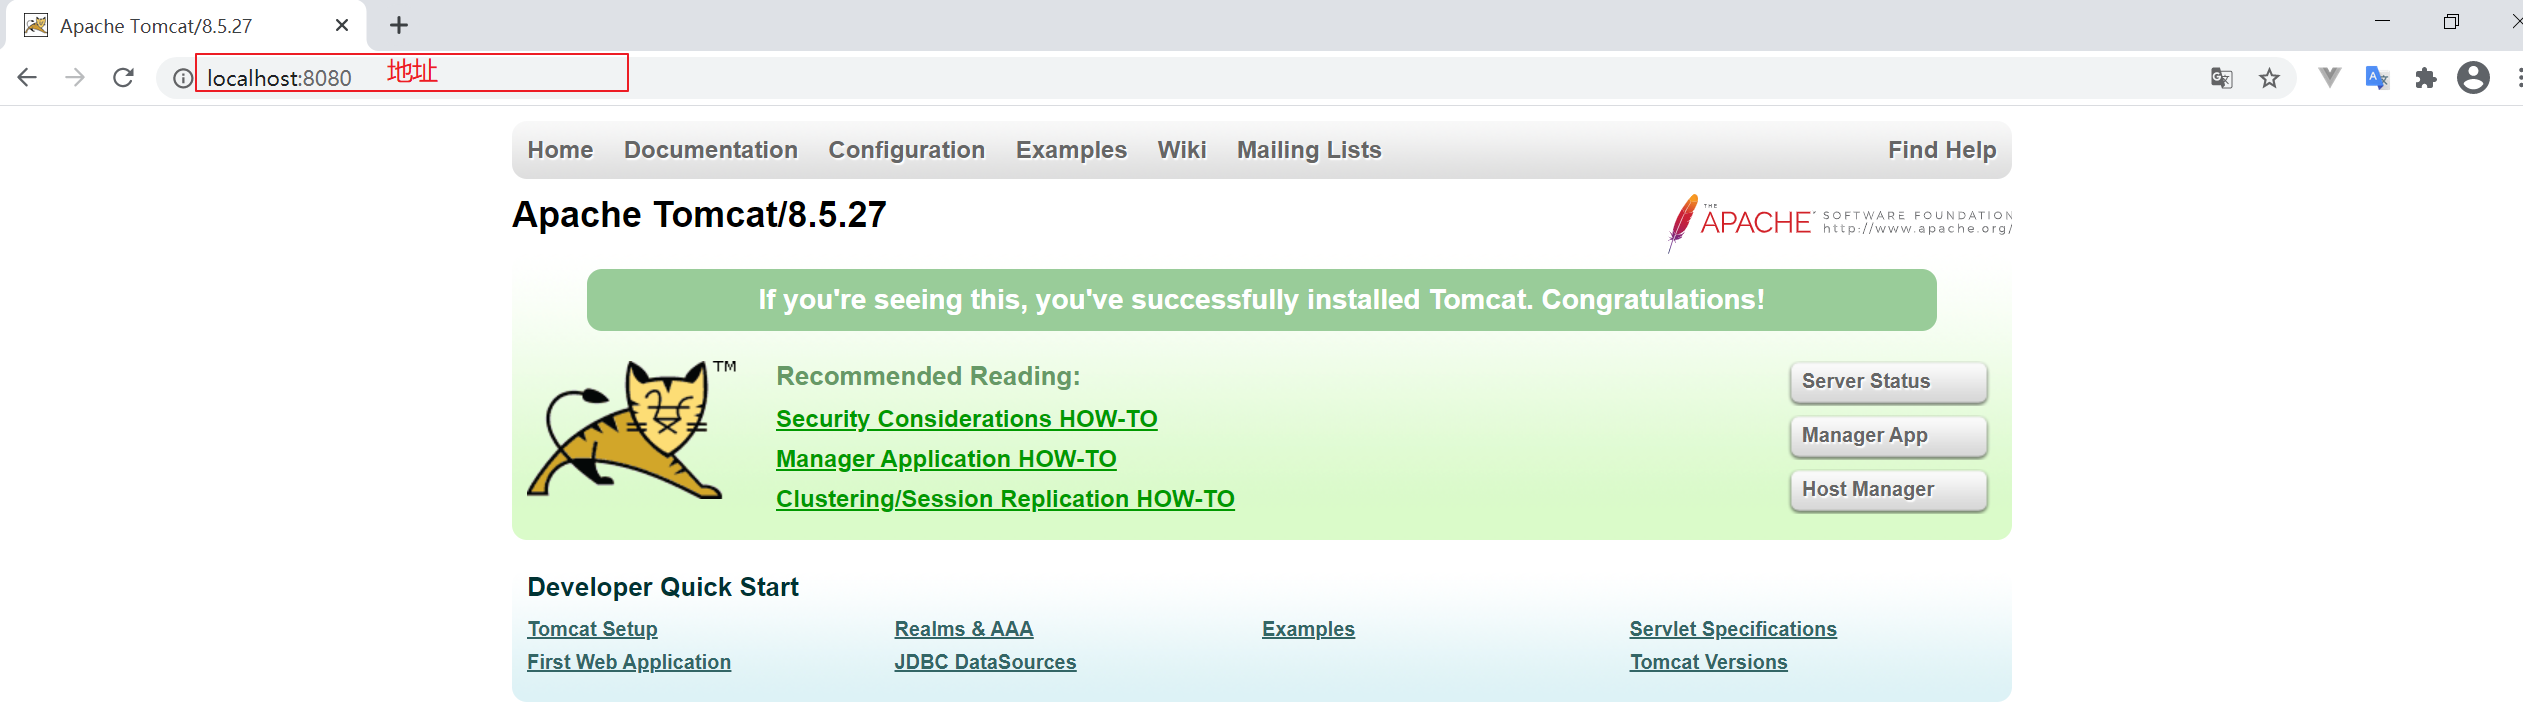 Apache Tomcat/8.5.27
localhost:8080 地址
Home Documentation Configuration Examples Wiki Mailing Lists Find Help
Apache Tomcat/8.5.27
THE
APACHE SOFTWARE FOUNDATION
http://www.apache.org/
If you're seeing this, you've successfully installed Tomcat. Congratulations!
TM
Recommended Reading:
Security Considerations HOW-TO
Manager Application HOW-TO
Clustering/Session Replication HOW-TO
Server Status
Manager App
Host Manager
Developer Quick Start
Tomcat Setup Realms & AAA Examples Servlet Specifications
First Web Application JDBC DataSources Tomcat Versions